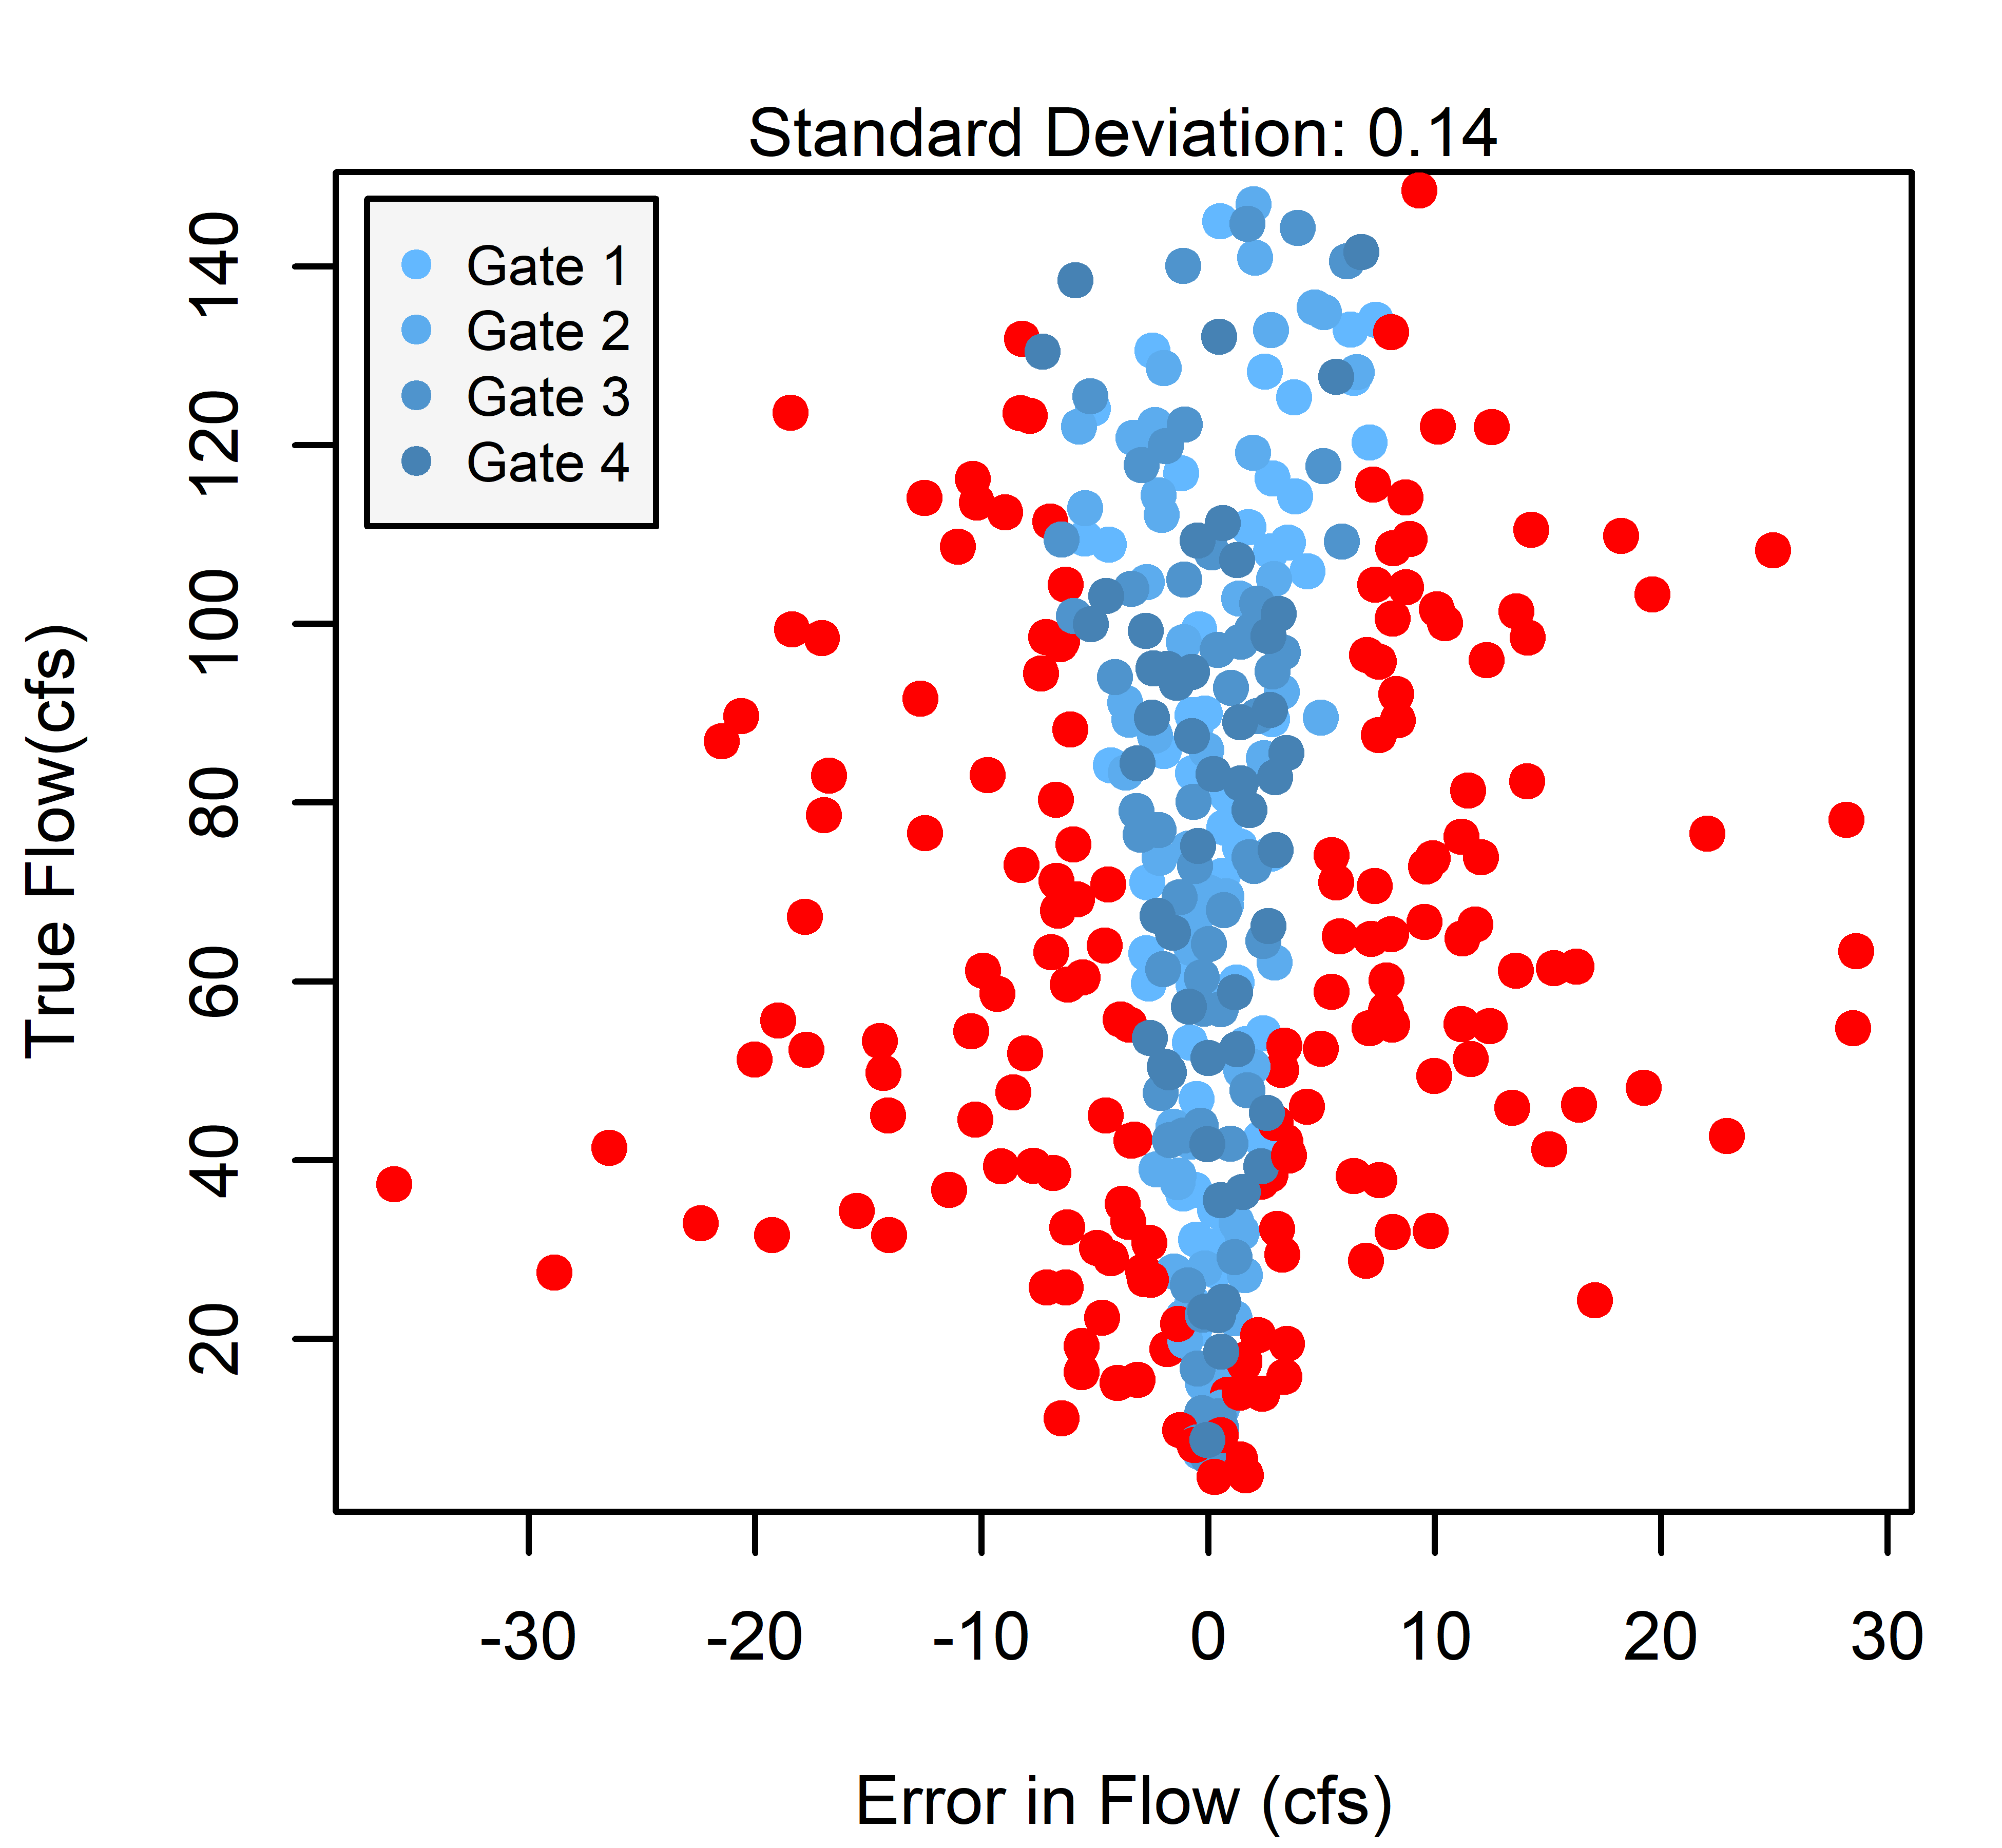 Standard Deviation: 0.14
Gate 1
Gate 2
Gate 3
Gate 4
True Flow(cfs)
140
120
100
80
60
40
20
-30 -20 -10 0 10 20 30
Error in Flow (cfs)